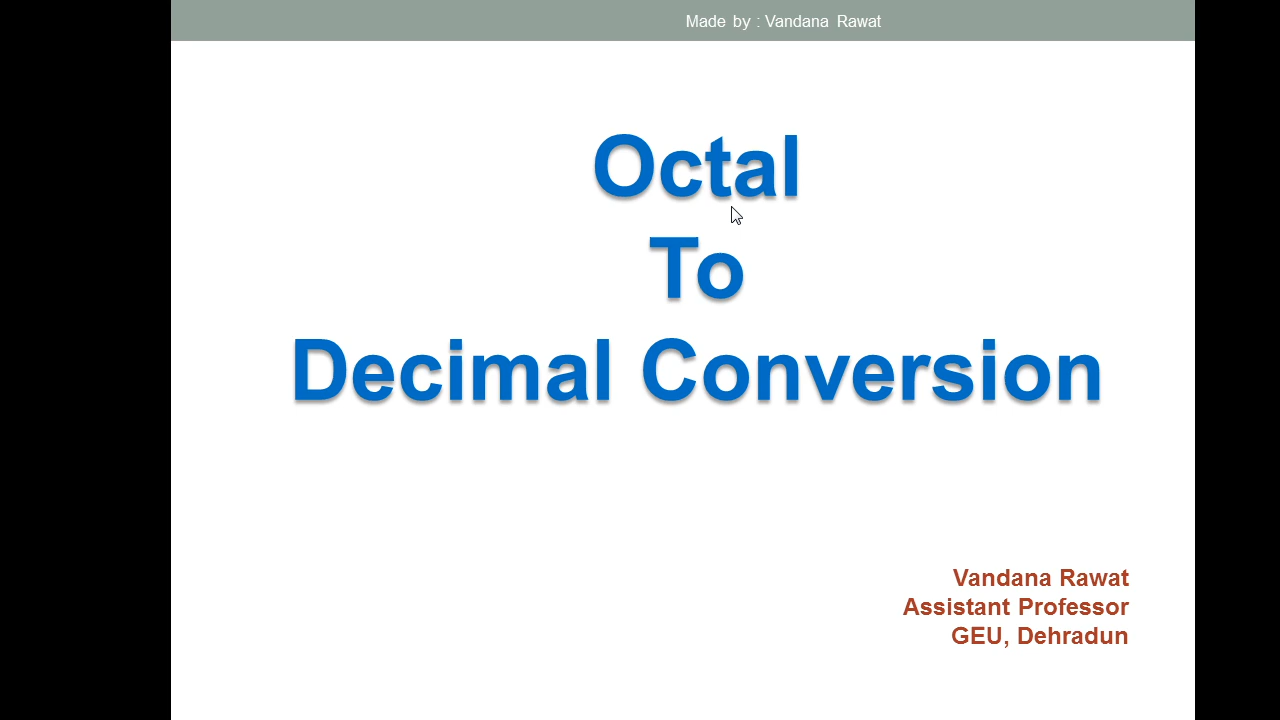 Made by : Vandana Rawat
Octal
To
Decimal Conversion
Vandana Rawat
Assistant Professor
GEU, Dehradun